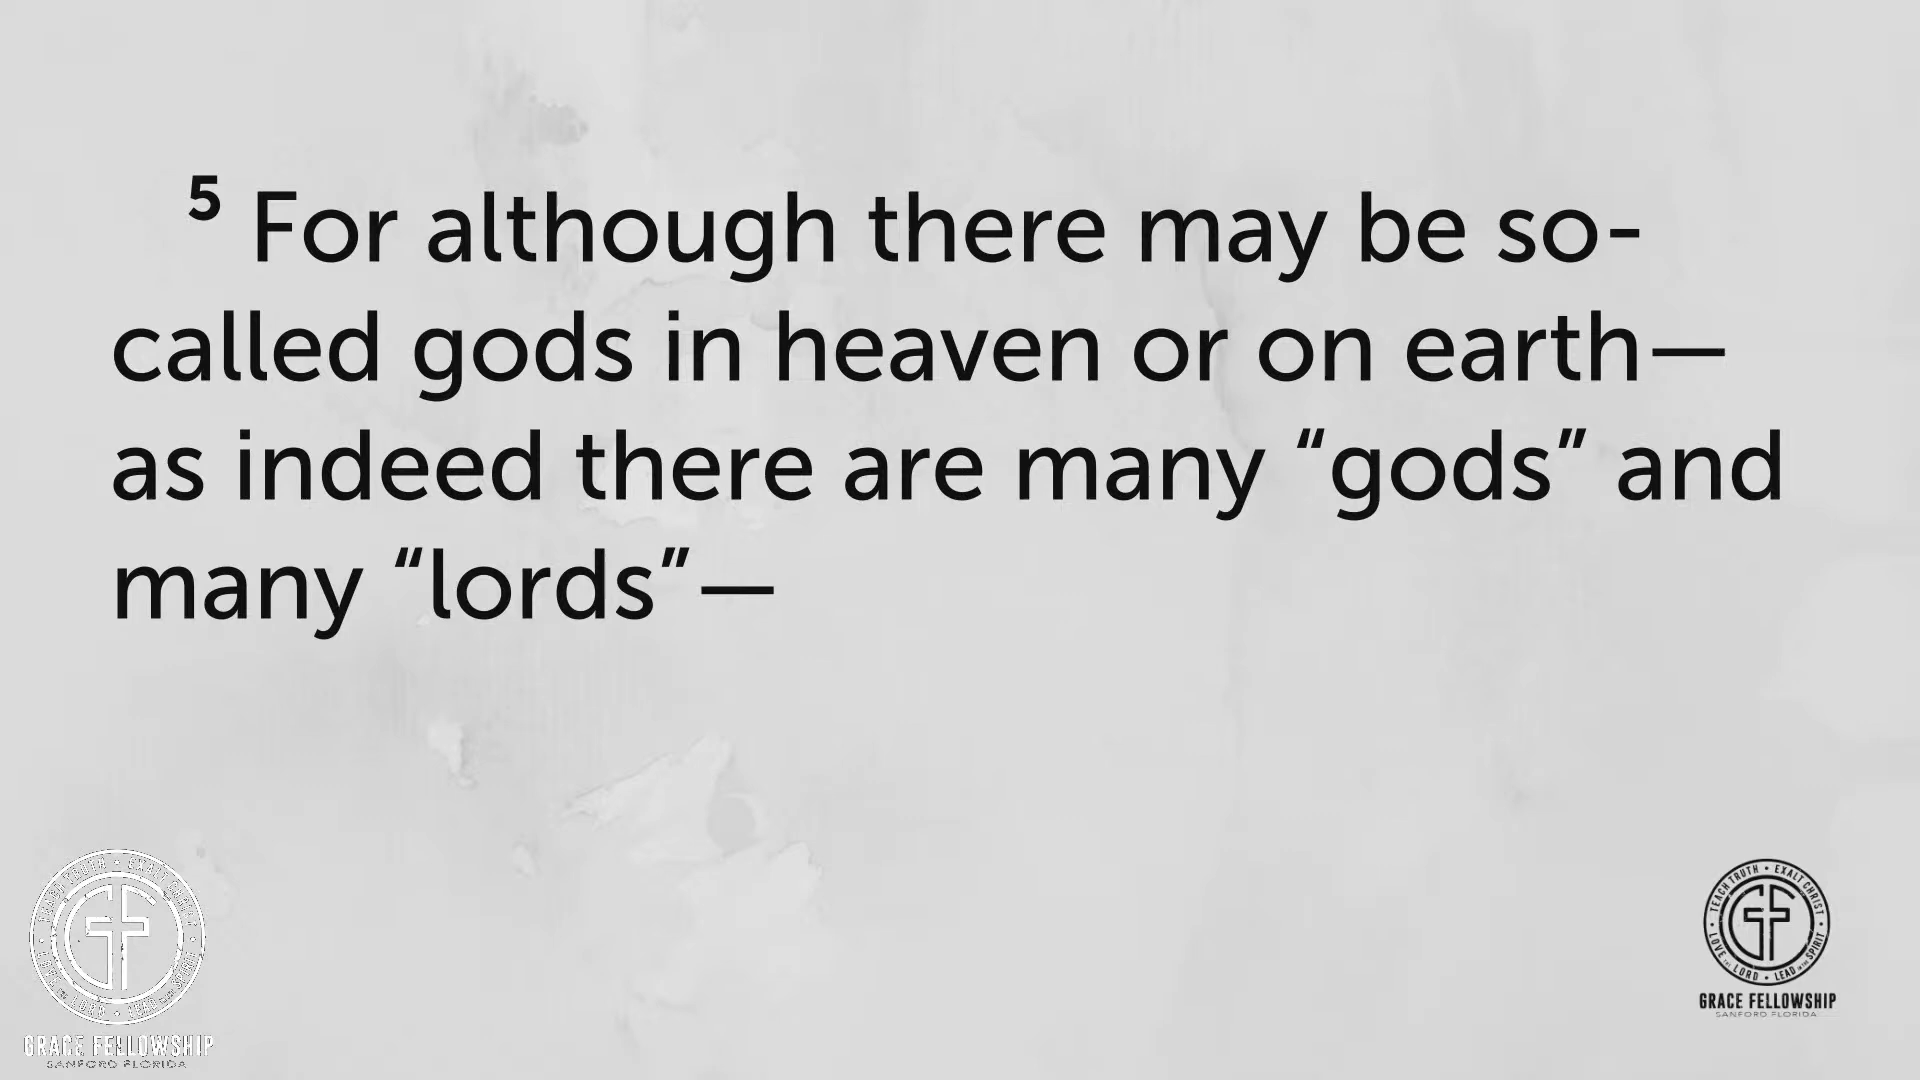 5 For although there may be so-
called gods in heaven or on earth—
as indeed there are many “gods” and
many “lords”—
TEACH TRUTH • EXALT CHRIST • LOVE THE LORD • LEAD IN THE SPIRIT
GRACE FELLOWSHIP
SANFORD FLORIDA
GRACE FELLOWSHIP
SANFORD FLORIDA